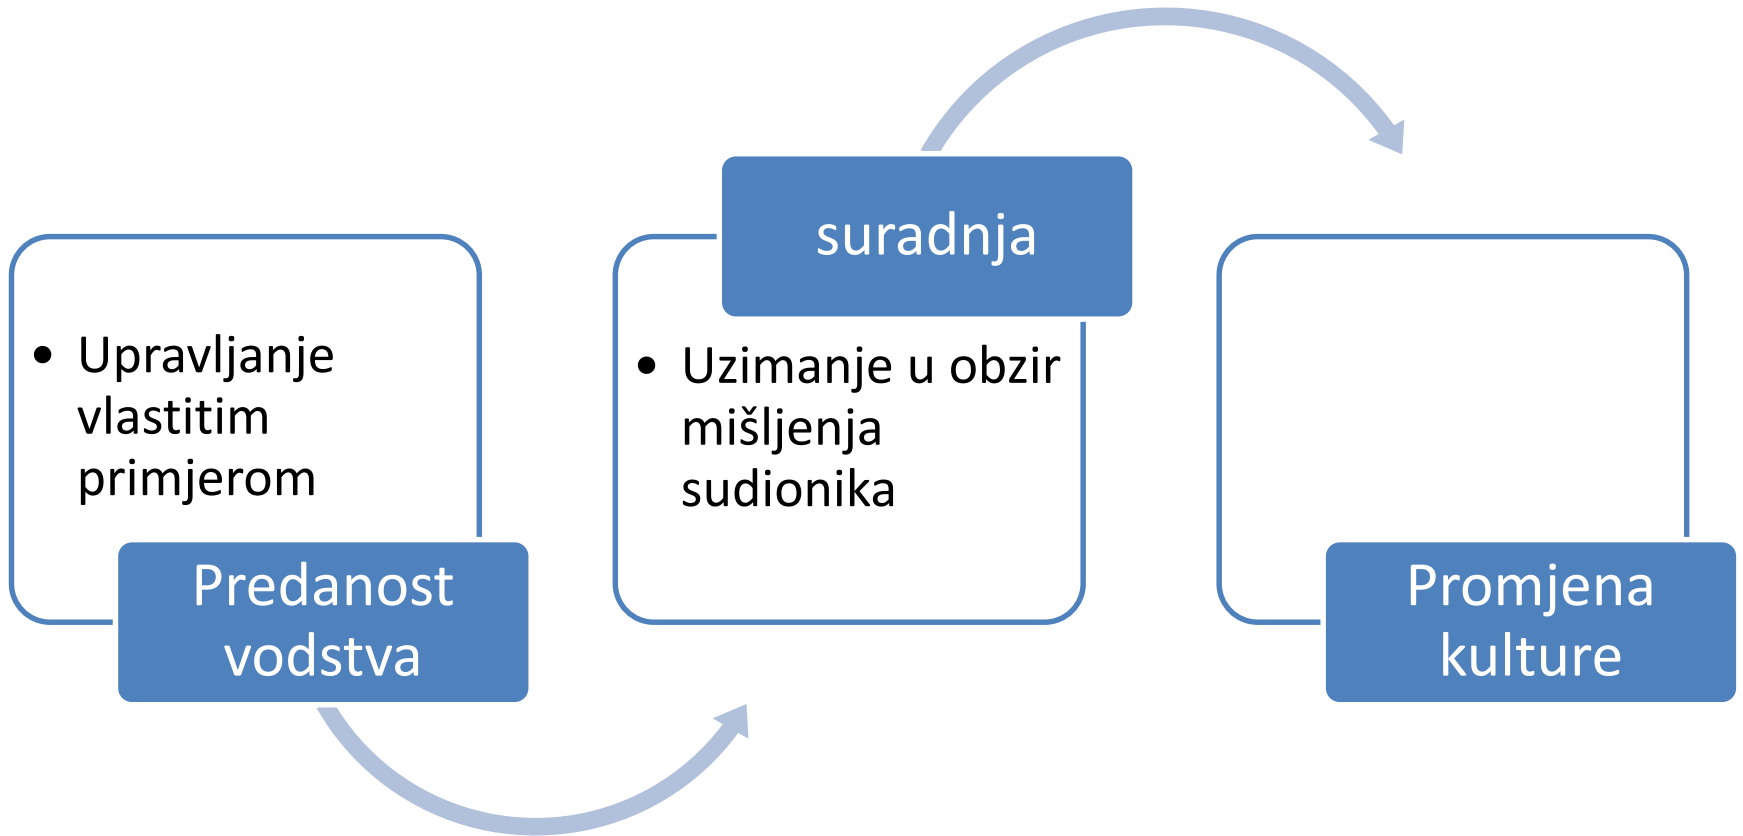 • Upravljanje
vlastitim
primjerom
Predanost
vodstva
suradnja
• Uzimanje u obzir
mišljenja
sudionika
Promjena
kulture